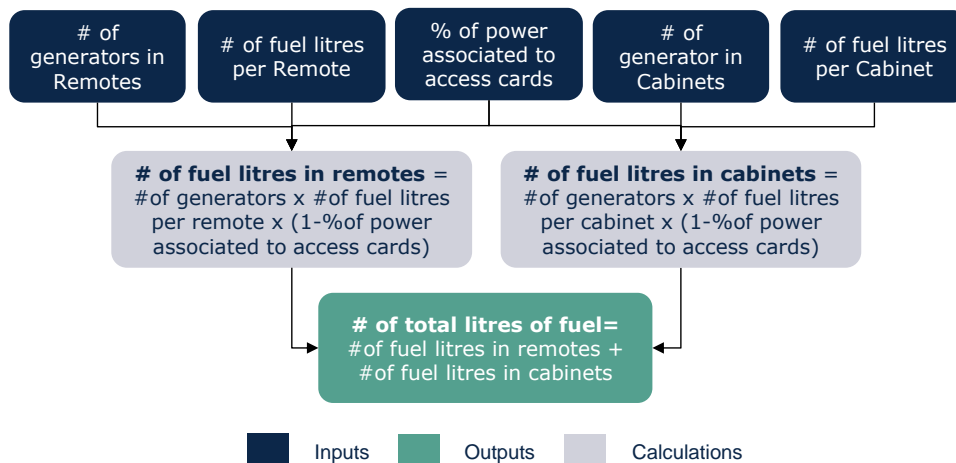 # of
generators in
Remotes
# of fuel litres
per Remote
% of power
associated to
access cards
# of
generator in
Cabinets
# of fuel litres
per Cabinet
# of fuel litres in remotes =
#of generators x #of fuel litres
per remote x (1-%of power
associated to access cards)
# of fuel litres in cabinets =
#of generators x #of fuel litres
per cabinet x (1-%of power
associated to access cards)
# of total litres of fuel=
#of fuel litres in remotes +
#of fuel litres in cabinets
Inputs
Outputs
Calculations